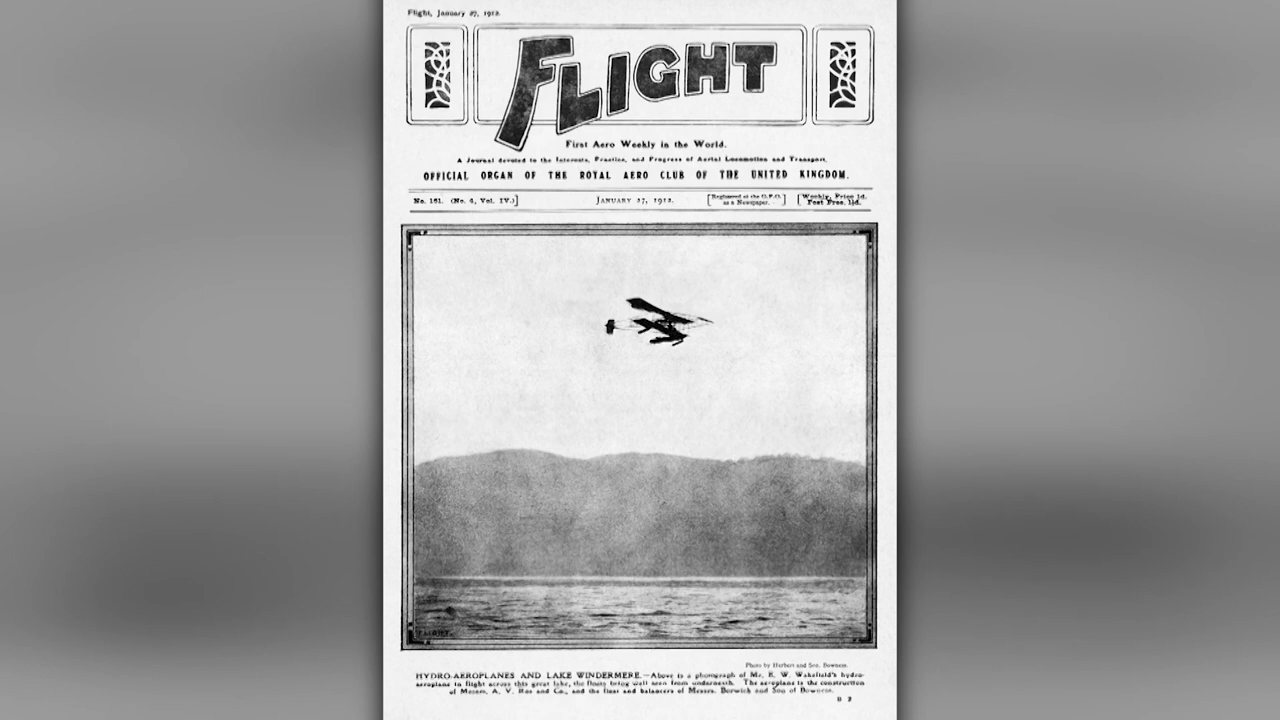 Flight, January 27, 1912.
FLIGHT
First Aero Weekly in the World.
A Journal devoted to the Interests, Practice, and Progress of Aerial Locomotion and Transport.
OFFICIAL ORGAN OF THE ROYAL AERO CLUB OF THE UNITED KINGDOM.
No. 161. (No. 4, Vol. IV.)]
JANUARY 27, 1912.
[Registered at the G.P.O. as a Newspaper.]
[Weekly, Price 1d. Post Free, 1½d.
"FLIGHT."
Photo by Herbert and Son, Bowness.
HYDRO-AEROPLANES AND LAKE WINDERMERE.—Above is a photograph of Mr. E. W. Wakefield's hydro-
aeroplane in flight across this great lake, the floats being well seen from underneath. The aeroplane is the construction
of Messrs. A. V. Roe and Co., and the float and balancers of Messrs. Borwick and Son of Bowness.
B 2